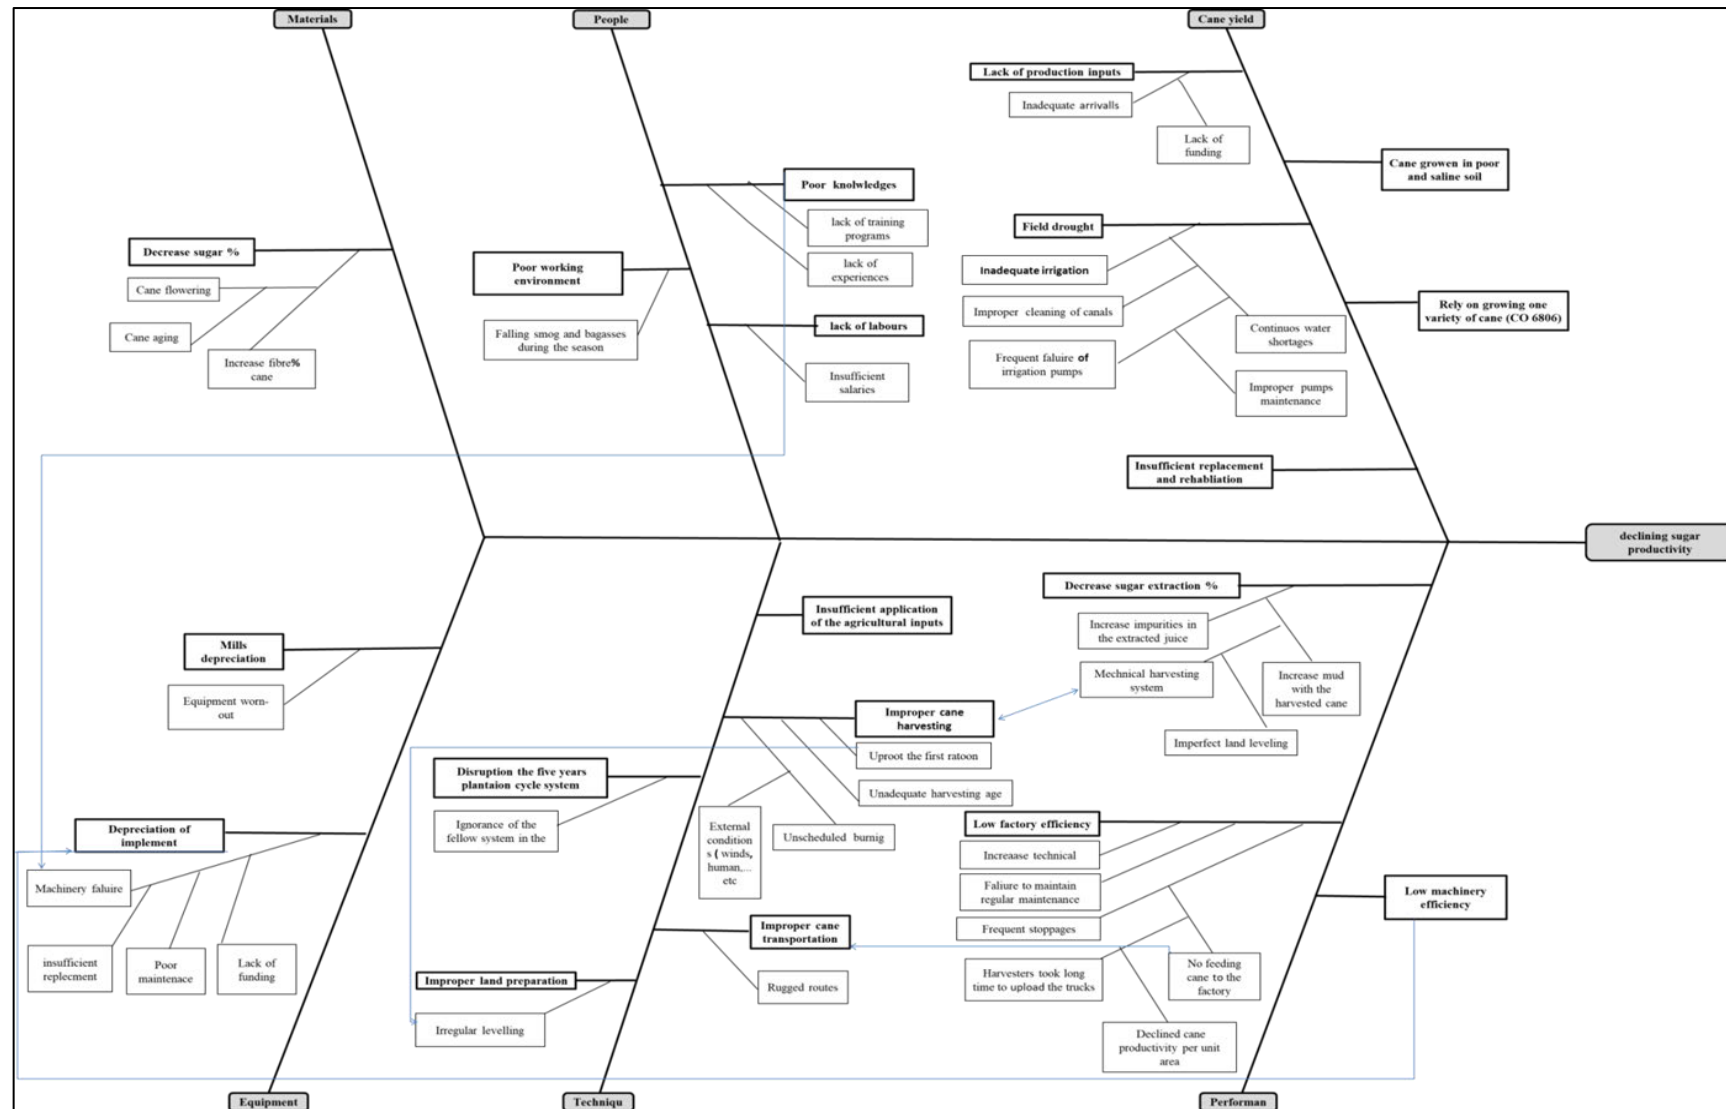 Materials
People
Cane yield
Lack of production inputs
Inadequate arrivalls
Lack of
funding
Cane growen in poor
and saline soil
Poor knolwledges
lack of training
programs
lack of
experiences
Decrease sugar %
Cane flowering
Cane aging
Increase fibre%
cane
Poor working
environment
Falling smog and bagasses
during the season
lack of labours
Insufficient
salaries
Field drought
Inadequate irrigation
Improper cleaning of canals
Frequent faluire of
irrigation pumps
Continuos water
shortages
Improper pumps
maintenance
Rely on growing one
variety of cane (CO 6806)
Insufficient replacement
and rehabliation
declining sugar
productivity
Decrease sugar extraction %
Increase impurities in
the extracted juice
Mechnical harvesting
system
Increase mud
with the
harvested cane
Imperfect land leveling
Insufficient application
of the agricultural inputs
Mills
depreciation
Equipment worn-
out
Improper cane
harvesting
Uproot the first ratoon
Unadequate harvesting age
Unscheduled burnig
External
condition
s ( winds,
human,...
etc
Disruption the five years
plantaion cycle system
Ignorance of the
fellow system in the
Depreciation of
implement
Machinery faluire
insufficient
replecment
Poor
maintenace
Lack of
funding
Low factory efficiency
Increaase technical
Faliure to maintain
regular maintenance
Frequent stoppages
Harvesters took long
time to upload the trucks
No feeding
cane to the
factory
Declined cane
productivity per unit
area
Low machinery
efficiency
Improper cane
transportation
Rugged routes
Improper land preparation
Irregular levelling
Equipment
Techniqu
Performan